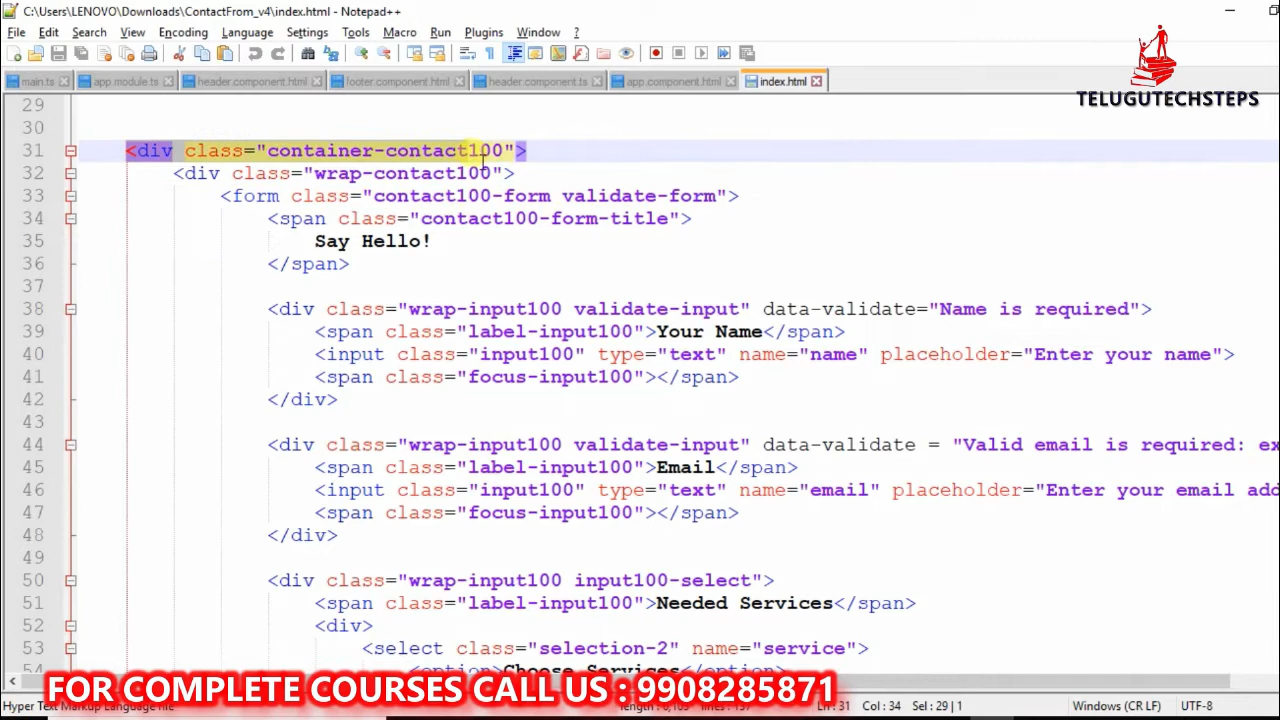 C:\Users\LENOVO\Downloads\ContactFrom_v4\index.html - Notepad++
File Edit Search View Encoding Language Settings Tools Macro Run Plugins Window ?
main.ts app.module.ts header.component.html footer.component.html header.component.ts app.component.html index.html
TELUGUTECHSTEPS
29
30
31 <div class="container-contact100">
32 <div class="wrap-contact100">
33 <form class="contact100-form validate-form">
34 <span class="contact100-form-title">
35 Say Hello!
36 </span>
37
38 <div class="wrap-input100 validate-input" data-validate="Name is required">
39 <span class="label-input100">Your Name</span>
40 <input class="input100" type="text" name="name" placeholder="Enter your name">
41 <span class="focus-input100"></span>
42 </div>
43
44 <div class="wrap-input100 validate-input" data-validate = "Valid email is required: ex
45 <span class="label-input100">Email</span>
46 <input class="input100" type="text" name="email" placeholder="Enter your email add
47 <span class="focus-input100"></span>
48 </div>
49
50 <div class="wrap-input100 input100-select">
51 <span class="label-input100">Needed Services</span>
52 <div>
53 <select class="selection-2" name="service">
54 <option>Choose Services</option>
FOR COMPLETE COURSES CALL US : 9908285871
Hyper Text Markup Language file Ln : 31 Col : 34 Sel : 29 | 1 Windows (CR LF) UTF-8